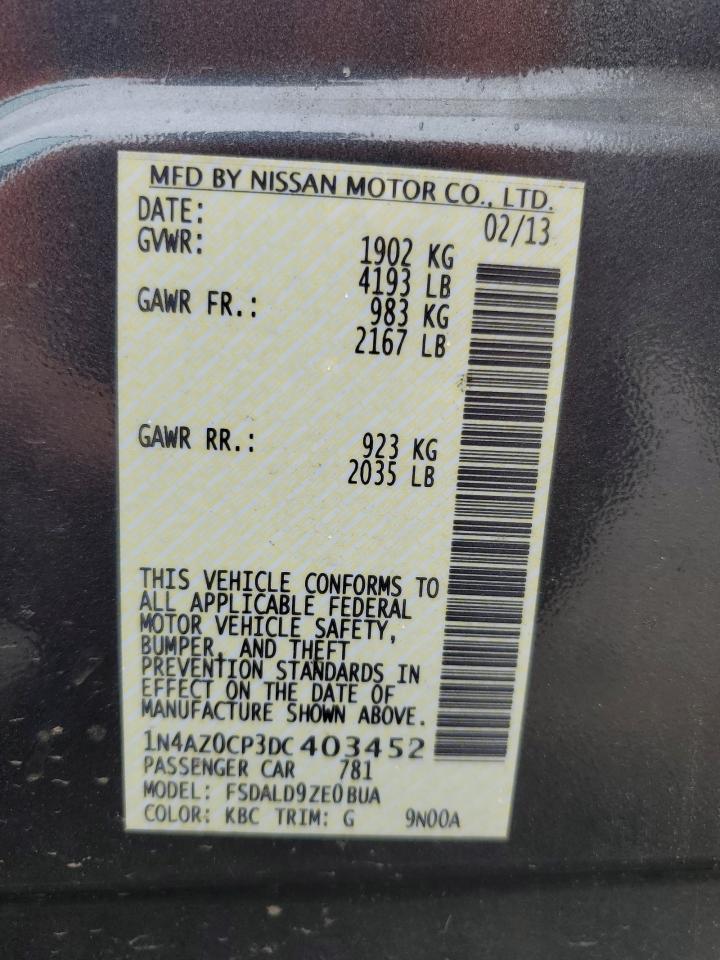 MFD BY NISSAN MOTOR CO., LTD.
DATE: 02/13
GVWR: 1902 KG
4193 LB
GAWR FR.: 983 KG
2167 LB
GAWR RR.: 923 KG
2035 LB
THIS VEHICLE CONFORMS TO
ALL APPLICABLE FEDERAL
MOTOR VEHICLE SAFETY,
BUMPER, AND THEFT
PREVENTION STANDARDS IN
EFFECT ON THE DATE OF
MANUFACTURE SHOWN ABOVE.
1N4AZ0CP3DC403452
PASSENGER CAR 781
MODEL: FSDALD9ZE0BUA
COLOR: KBC TRIM: G 9N00A